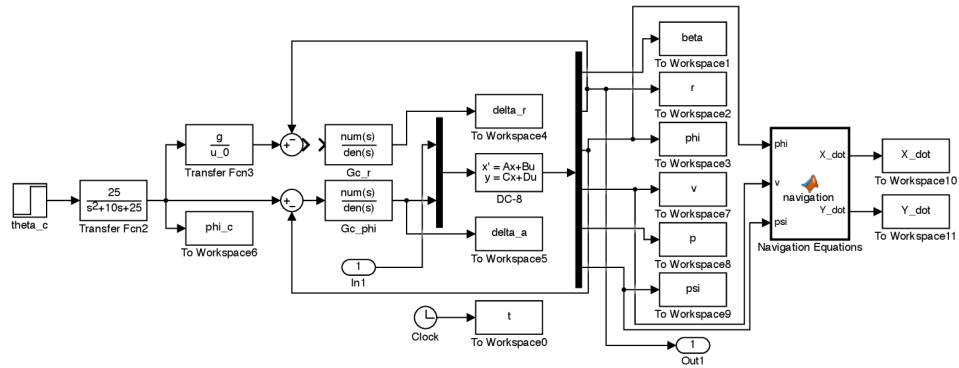 beta
To Workspace1
r
To Workspace2
delta_r
To Workspace4
phi
To Workspace3
g
u_0
Transfer Fcn3
num(s)
den(s)
Gc_r
x' = Ax+Bu
y = Cx+Du
DC-8
v
To Workspace7
phi
v
psi
navigation
X_dot
Y_dot
Navigation Equations
X_dot
To Workspace10
Y_dot
To Workspace11
theta_c
25
s2+10s+25
Transfer Fcn2
phi_c
To Workspace6
num(s)
den(s)
Gc_phi
delta_a
To Workspace5
p
To Workspace8
1
In1
psi
To Workspace9
Clock
t
To Workspace0
1
Out1